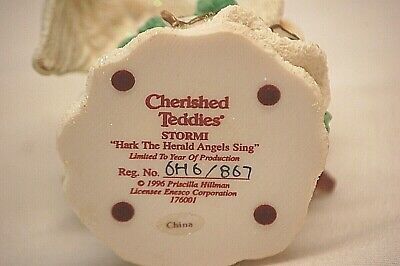 Cherished
Teddies®
STORMI
"Hark The Herald Angels Sing"
Limited To Year Of Production
Reg. No. 6H6/867
© 1996 Priscilla Hillman
Licensee Enesco Corporation
176001
China